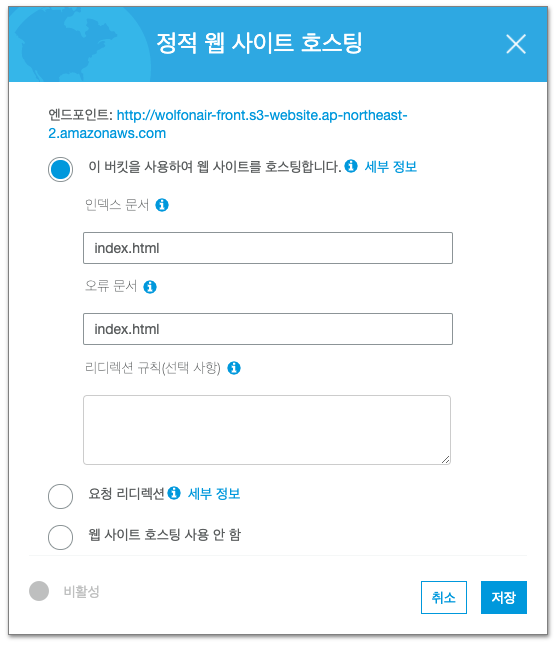 정적 웹 사이트 호스팅
엔드포인트: http://wolfonair-front.s3-website.ap-northeast-
2.amazonaws.com
이 버킷을 사용하여 웹 사이트를 호스팅합니다. 세부 정보
인덱스 문서
index.html
오류 문서
index.html
리디렉션 규칙(선택 사항)
요청 리디렉션 세부 정보
웹 사이트 호스팅 사용 안 함
비활성
취소
저장